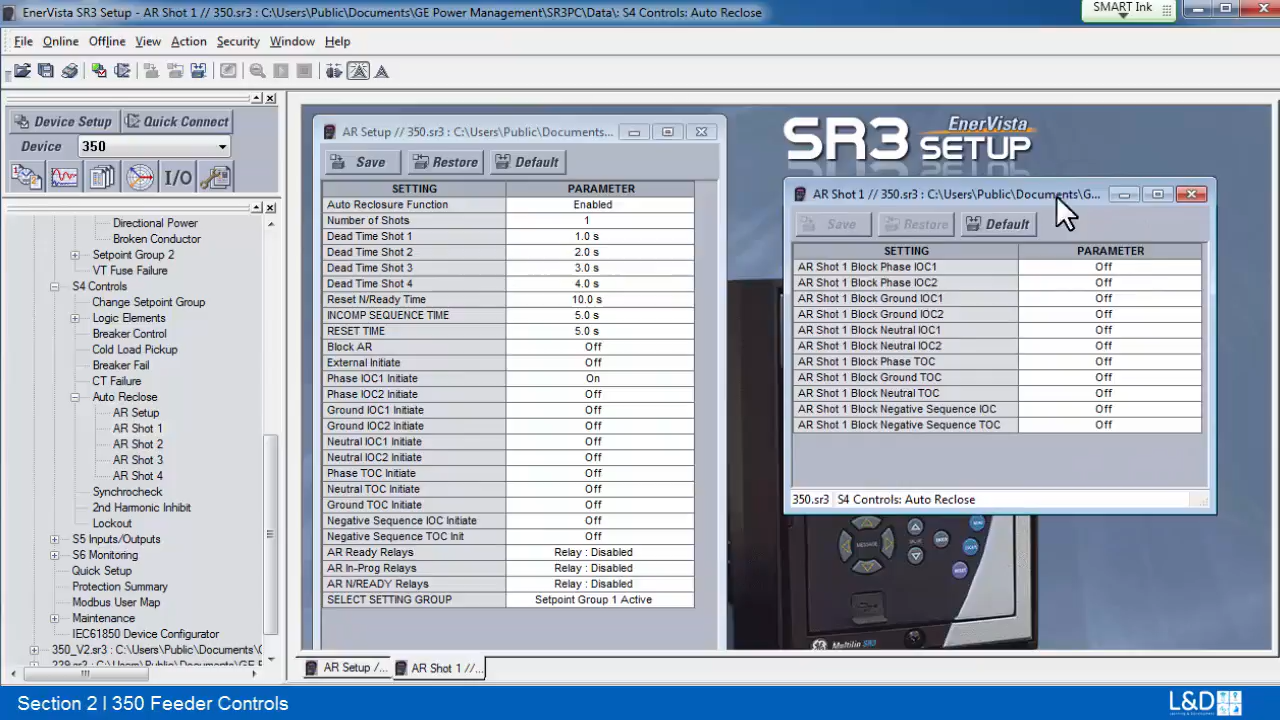 EnerVista SR3 Setup - AR Shot 1 // 350.sr3 : C:\Users\Public\Documents\GE Power Management\SR3PC\Data\: S4 Controls: Auto Reclose
SMART Ink
File Online Offline View Action Security Window Help
Device Setup Quick Connect
Device 350
I/O
Directional Power
Broken Conductor
Setpoint Group 2
VT Fuse Failure
S4 Controls
Change Setpoint Group
Logic Elements
Breaker Control
Cold Load Pickup
Breaker Fail
CT Failure
Auto Reclose
AR Setup
AR Shot 1
AR Shot 2
AR Shot 3
AR Shot 4
Synchrocheck
2nd Harmonic Inhibit
Lockout
S5 Inputs/Outputs
S6 Monitoring
Quick Setup
Protection Summary
Modbus User Map
Maintenance
IEC61850 Device Configurator
350_V2.sr3 : C:\Users\Public\Documents\
AR Setup // 350.sr3 : C:\Users\Public\Documents...
Save Restore Default
SETTING PARAMETER
Auto Reclosure Function Enabled
Number of Shots 1
Dead Time Shot 1 1.0 s
Dead Time Shot 2 2.0 s
Dead Time Shot 3 3.0 s
Dead Time Shot 4 4.0 s
Reset N/Ready Time 10.0 s
INCOMP SEQUENCE TIME 5.0 s
RESET TIME 5.0 s
Block AR Off
External Initiate Off
Phase IOC1 Initiate On
Phase IOC2 Initiate Off
Ground IOC1 Initiate Off
Ground IOC2 Initiate Off
Neutral IOC1 Initiate Off
Neutral IOC2 Initiate Off
Phase TOC Initiate Off
Neutral TOC Initiate Off
Ground TOC Initiate Off
Negative Sequence IOC Initiate Off
Negative Sequence TOC Init Off
AR Ready Relays Relay : Disabled
AR In-Prog Relays Relay : Disabled
AR N/READY Relays Relay : Disabled
SELECT SETTING GROUP Setpoint Group 1 Active
SR3 EnerVista SETUP
AR Shot 1 // 350.sr3 : C:\Users\Public\Documents\G...
Save Restore Default
SETTING PARAMETER
AR Shot 1 Block Phase IOC1 Off
AR Shot 1 Block Phase IOC2 Off
AR Shot 1 Block Ground IOC1 Off
AR Shot 1 Block Ground IOC2 Off
AR Shot 1 Block Neutral IOC1 Off
AR Shot 1 Block Neutral IOC2 Off
AR Shot 1 Block Phase TOC Off
AR Shot 1 Block Ground TOC Off
AR Shot 1 Block Neutral TOC Off
AR Shot 1 Block Negative Sequence IOC Off
AR Shot 1 Block Negative Sequence TOC Off
350.sr3 S4 Controls: Auto Reclose
MESSAGE
VALUE
Multilin SR3
AR Setup /... AR Shot 1 //...
Section 2 | 350 Feeder Controls
L&D